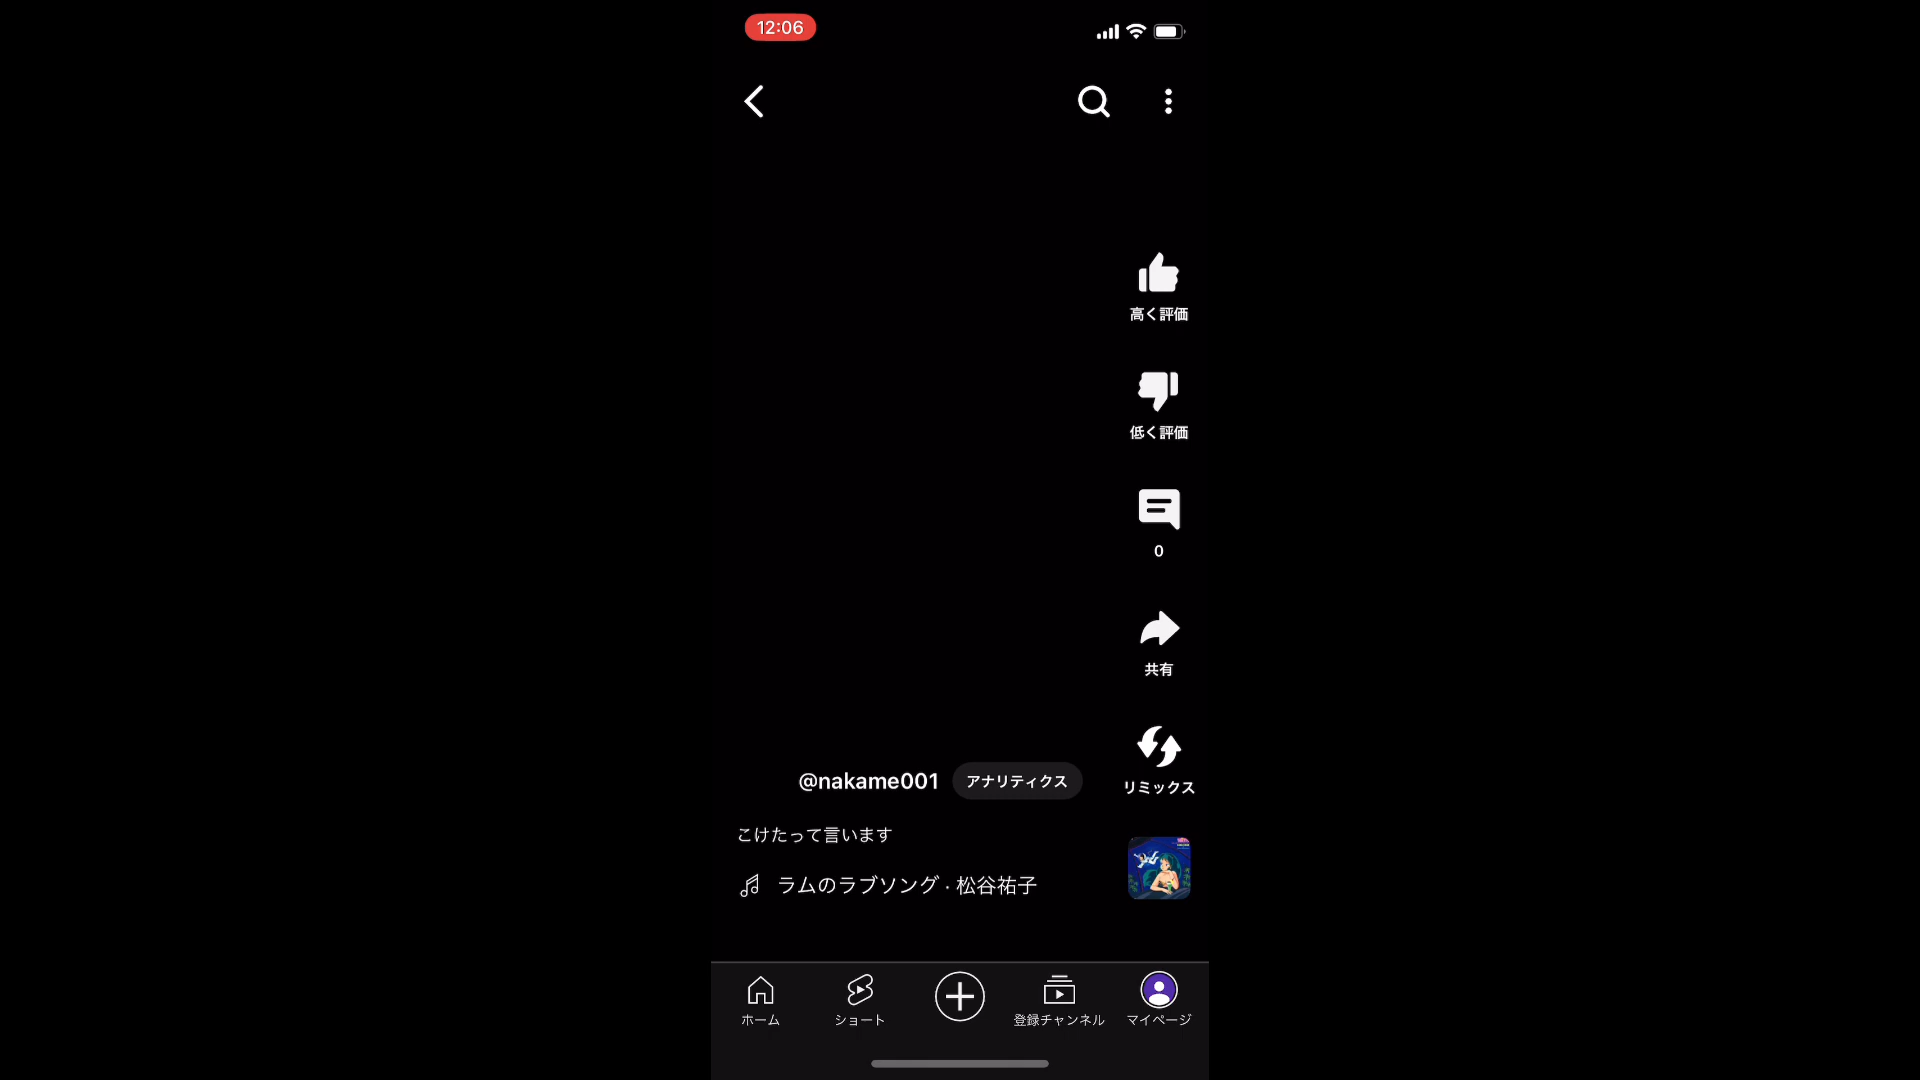 12:06
高く評価
低く評価
0
共有
リミックス
@nakame001 アナリティクス
こけたって言います
ラムのラブソング · 松谷祐子
ホーム ショート 登録チャンネル マイページ